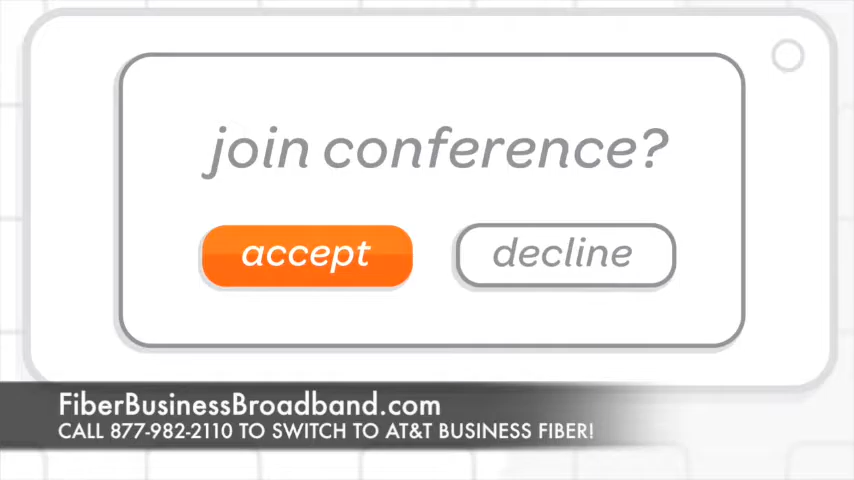 join conference?
accept
decline
FiberBusinessBroadband.com
CALL 877-982-2110 TO SWITCH TO AT&T BUSINESS FIBER!